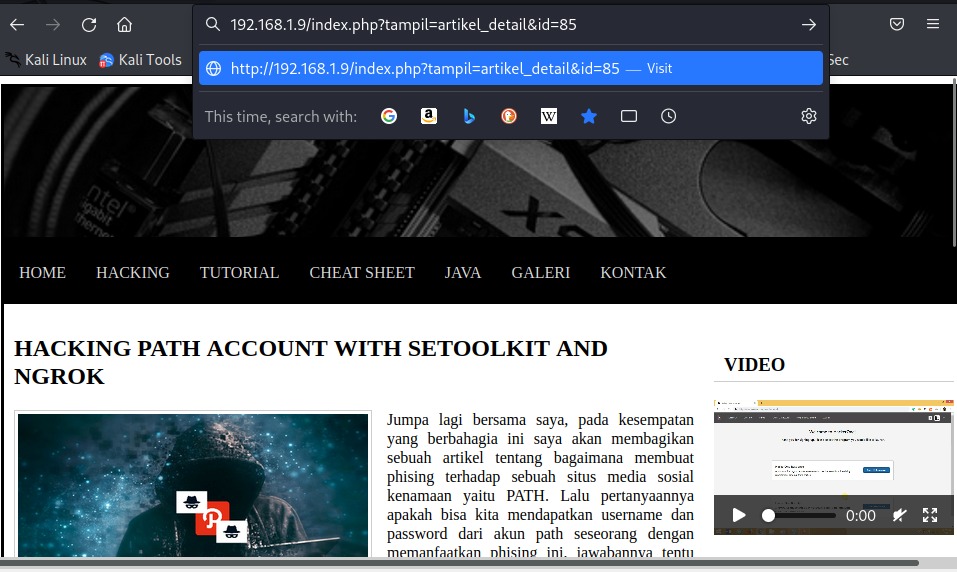 192.168.1.9/index.php?tampil=artikel_detail&id=85
Kali Linux Kali Tools Sec
http://192.168.1.9/index.php?tampil=artikel_detail&id=85 — Visit
This time, search with:
intel
gigabit
HOME HACKING TUTORIAL CHEAT SHEET JAVA GALERI KONTAK
HACKING PATH ACCOUNT WITH SETOOLKIT AND
NGROK
VIDEO
Jumpa lagi bersama saya, pada kesempatan
yang berbahagia ini saya akan membagikan
sebuah artikel tentang bagaimana membuat
phising terhadap sebuah situs media sosial
kenamaan yaitu PATH. Lalu pertanyaannya
apakah bisa kita mendapatkan username dan
password dari akun path seseorang dengan
memanfaatkan phising ini, jawabannya tentu
0:00